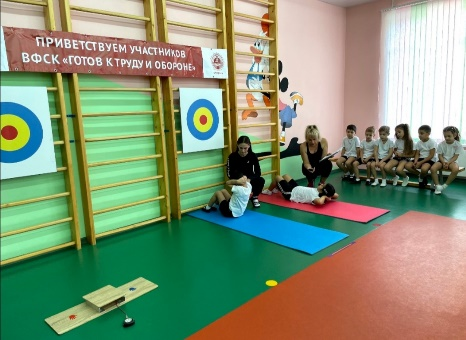 ПРИВЕТСТВУЕМ УЧАСТНИКОВ
ВФСК «ГОТОВ К ТРУДУ И ОБОРОНЕ»